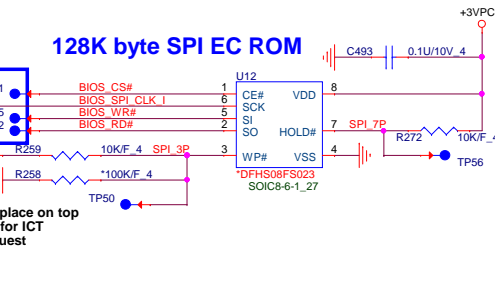 +3VPC
128K byte SPI EC ROM
C493 0.1U/10V_4
U12
BIOS_CS# 1 CE# VDD 8
BIOS_SPI_CLK_I 6 SCK
BIOS_WR# 5 SI
BIOS_RD# 2 SO HOLD# 7 SPI_7P
R272 10K/F_4
R259 10K/F_4 SPI_3P 3 WP# VSS 4
TP56
R258 *100K/F_4
*DFHS08FS023
SOIC8-6-1_27
TP50
place on top
for ICT
uest